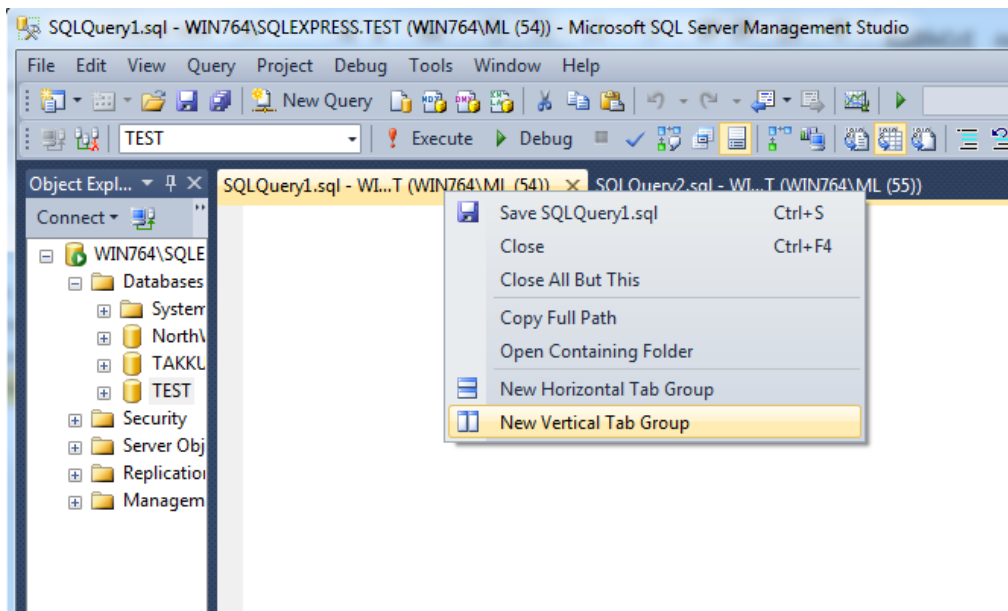 SQLQuery1.sql - WIN764\SQLEXPRESS.TEST (WIN764\ML (54)) - Microsoft SQL Server Management Studio
File Edit View Query Project Debug Tools Window Help
New Query
TEST Execute Debug
Object Expl...
SQLQuery1.sql - WI...T (WIN764\ML (54)) SQLQuery2.sql - WI...T (WIN764\ML (55))
Connect
WIN764\SQLE
Databases
System
North
TAKKU
TEST
Security
Server Obj
Replication
Managem
Save SQLQuery1.sql Ctrl+S
Close Ctrl+F4
Close All But This
Copy Full Path
Open Containing Folder
New Horizontal Tab Group
New Vertical Tab Group